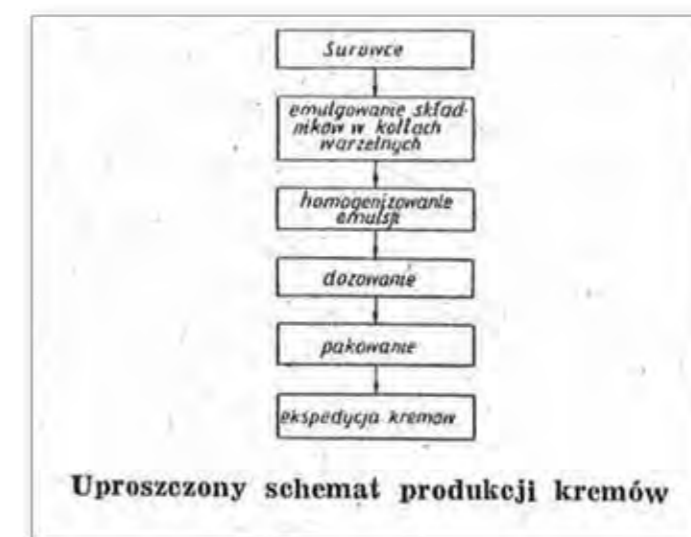 Surowce
emulgowanie skład-
ników w kotłach
warzelnych
homogenizowanie
emulsji
dozowanie
pakowanie
ekspedycja kremów
Uproszczony schemat produkcji kremów